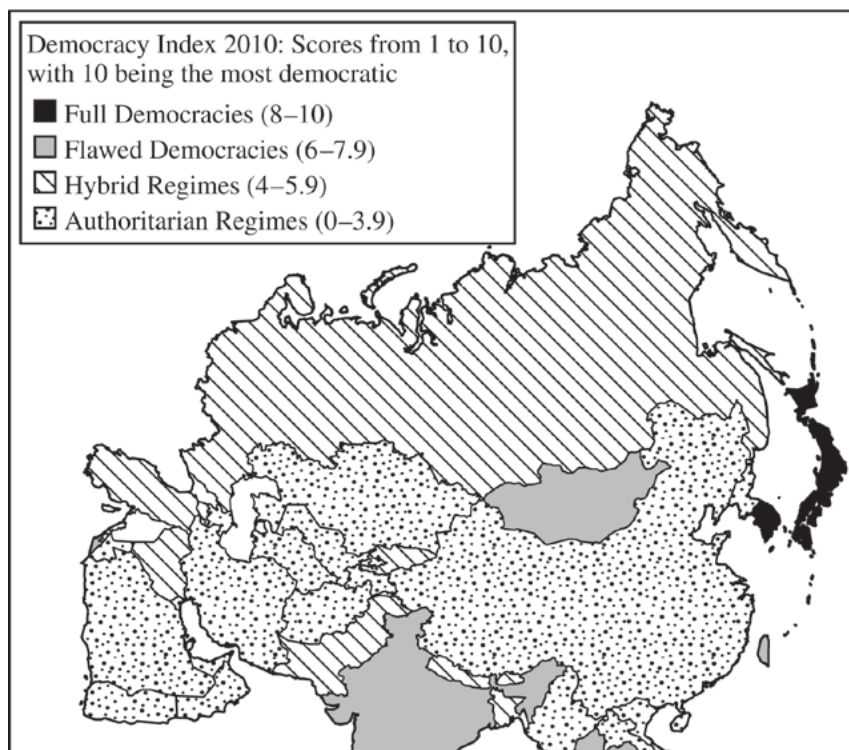 Democracy Index 2010: Scores from 1 to 10,
with 10 being the most democratic
Full Democracies (8–10)
Flawed Democracies (6–7.9)
Hybrid Regimes (4–5.9)
Authoritarian Regimes (0–3.9)